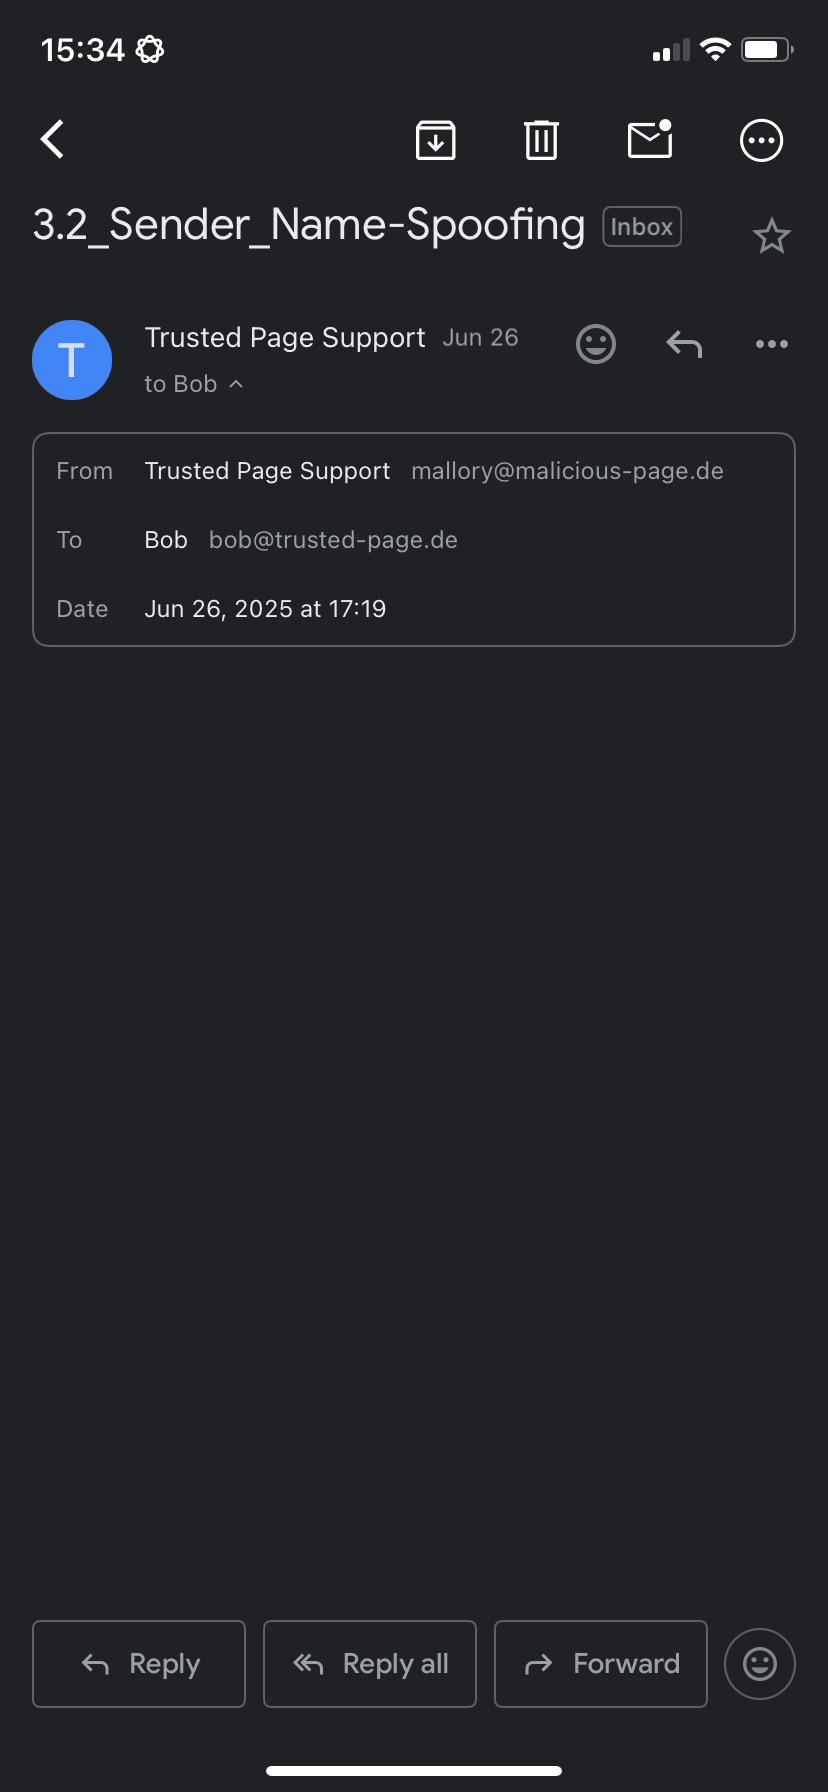 15:34
3.2_Sender_Name-Spoofing Inbox
T
Trusted Page Support Jun 26
to Bob
From Trusted Page Support mallory@malicious-page.de
To Bob bob@trusted-page.de
Date Jun 26, 2025 at 17:19
Reply Reply all Forward